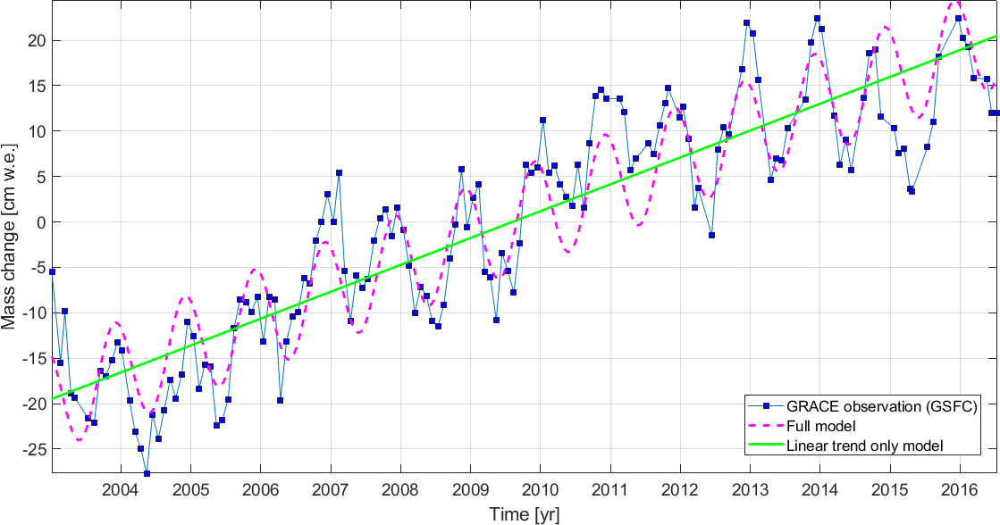 Mass change [cm w.e.]
20
15
10
5
0
-5
-10
-15
-20
-25
2004 2005 2006 2007 2008 2009 2010 2011 2012 2013 2014 2015 2016
Time [yr]
GRACE observation (GSFC)
Full model
Linear trend only model